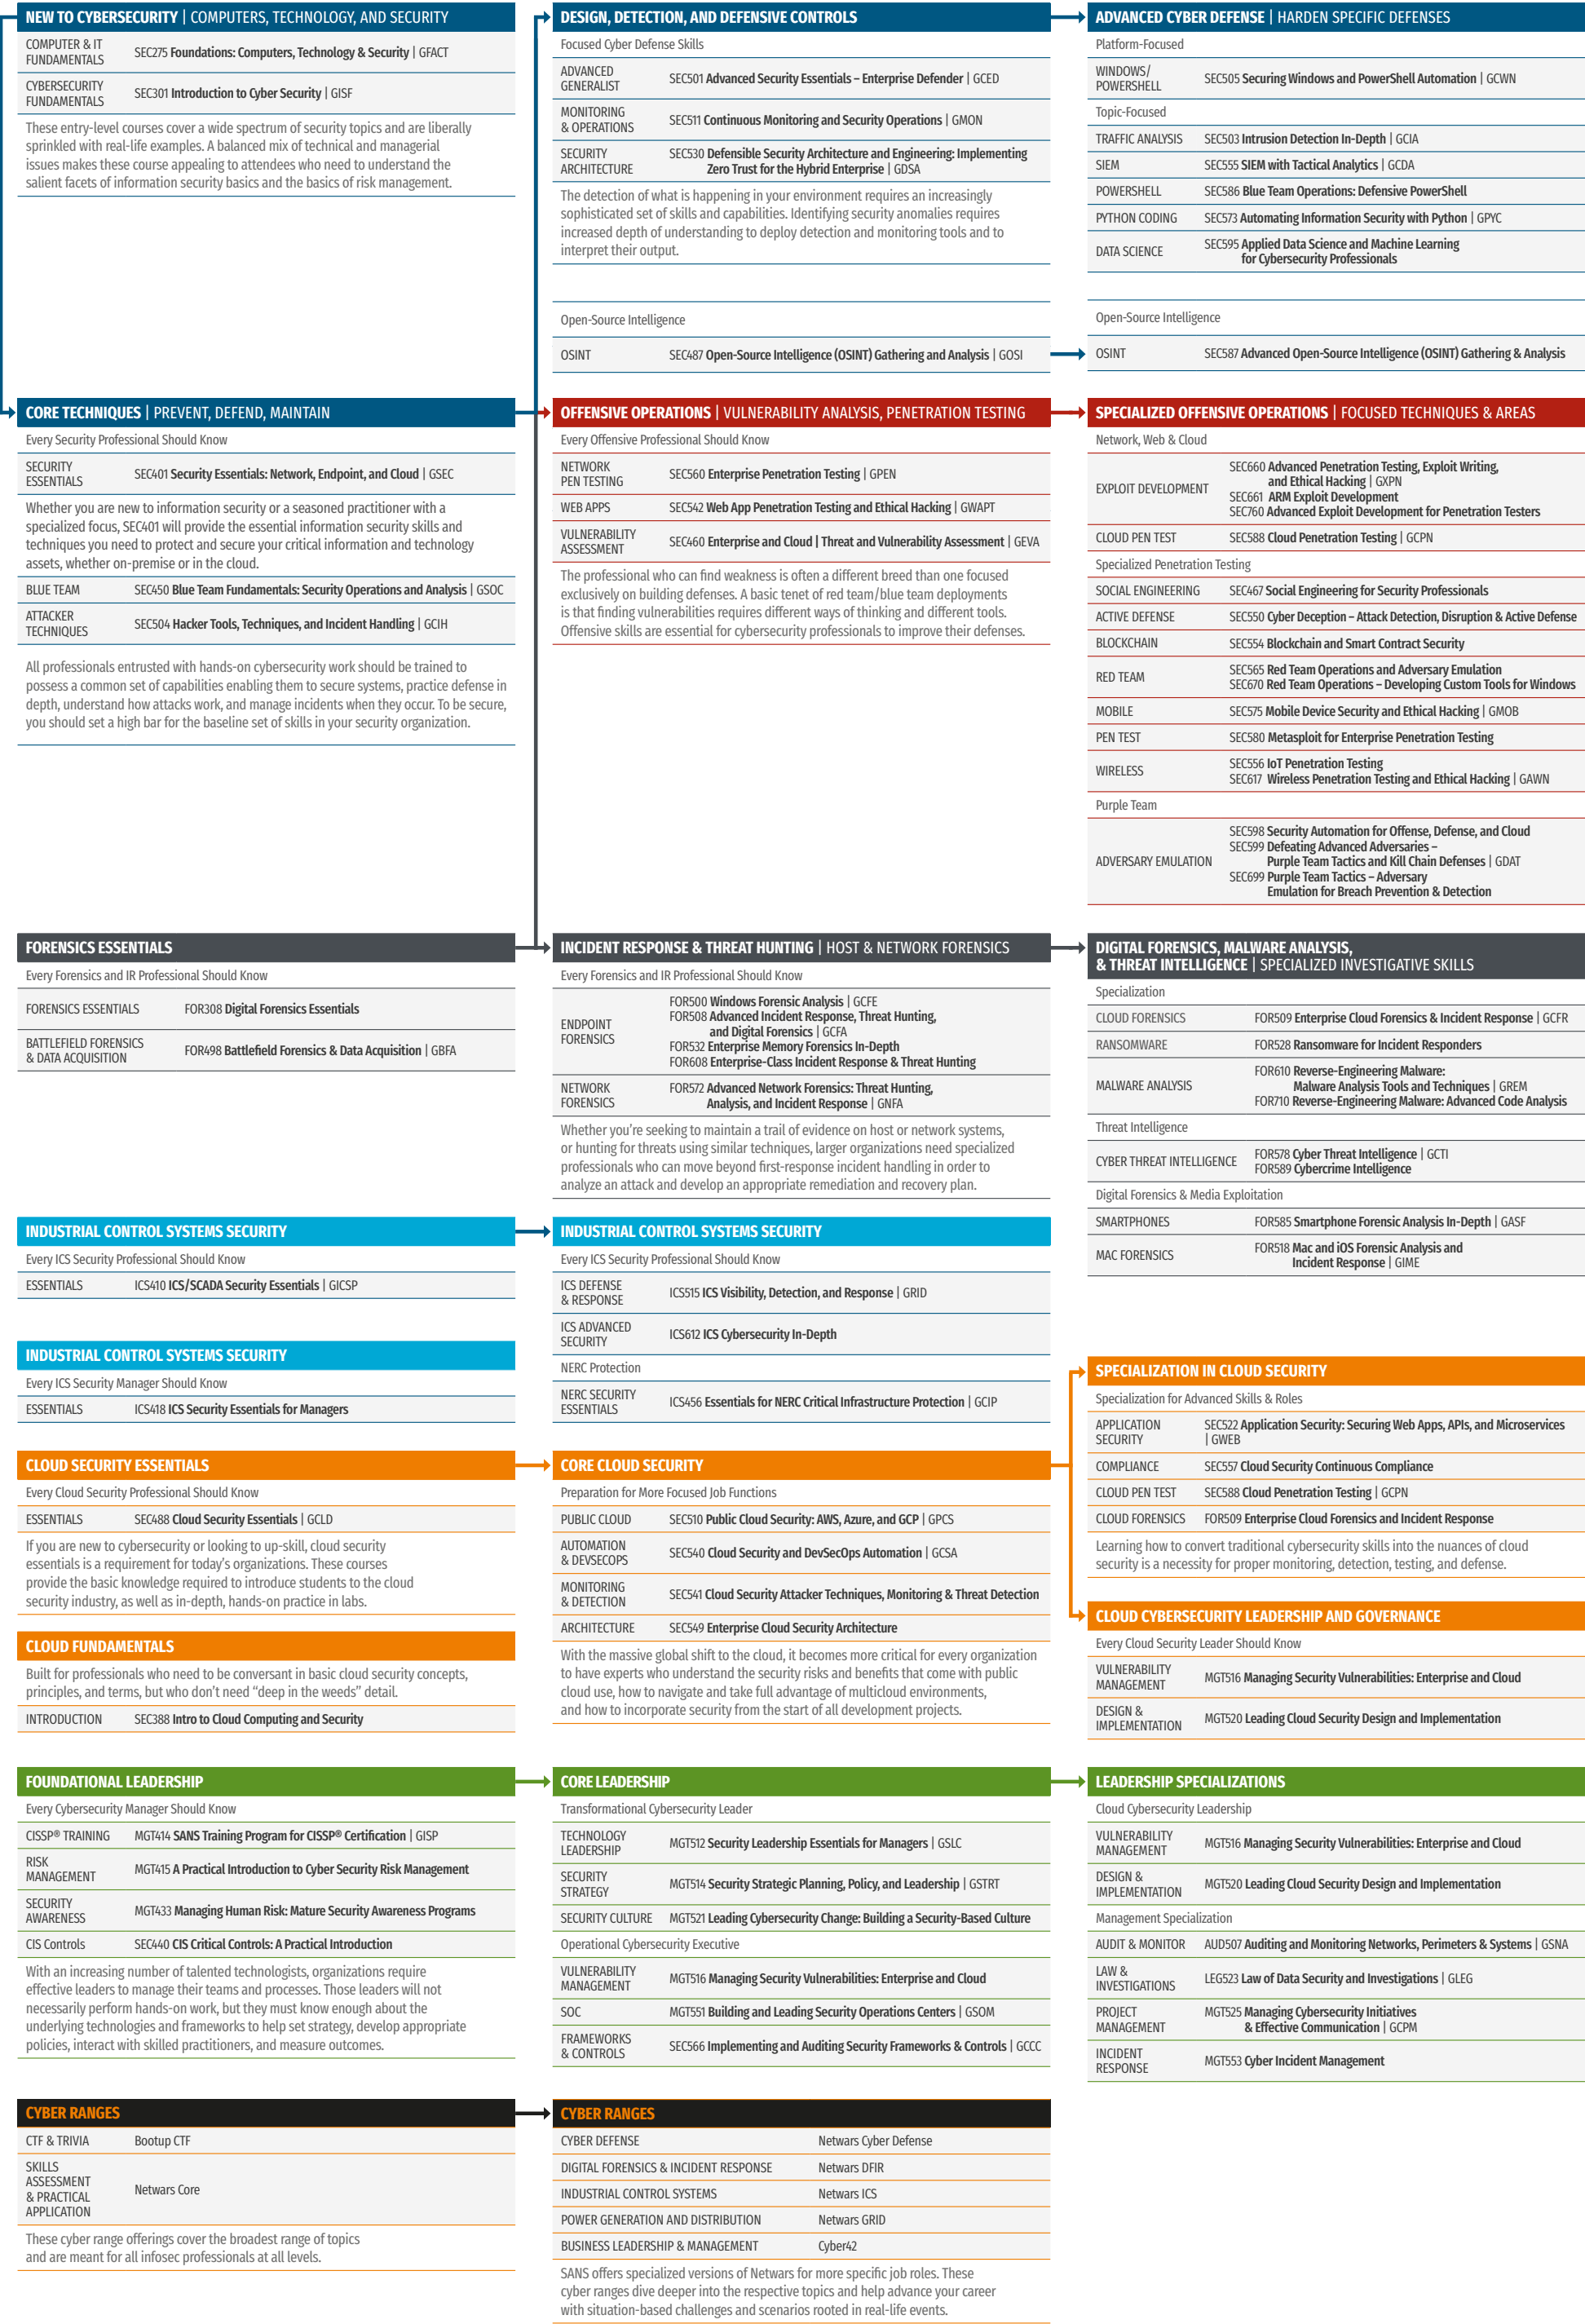 NEW TO CYBERSECURITY | COMPUTERS, TECHNOLOGY, AND SECURITY
COMPUTER & IT
FUNDAMENTALS
SEC275 Foundations: Computers, Technology & Security | GFACT
CYBERSECURITY
FUNDAMENTALS
SEC301 Introduction to Cyber Security | GISF
These entry-level courses cover a wide spectrum of security topics and are liberally
sprinkled with real-life examples. A balanced mix of technical and managerial
issues makes these course appealing to attendees who need to understand the
salient facets of information security basics and the basics of risk management.
DESIGN, DETECTION, AND DEFENSIVE CONTROLS
Focused Cyber Defense Skills
ADVANCED
GENERALIST
SEC501 Advanced Security Essentials – Enterprise Defender | GCED
MONITORING
& OPERATIONS
SEC511 Continuous Monitoring and Security Operations | GMON
SECURITY
ARCHITECTURE
SEC530 Defensible Security Architecture and Engineering: Implementing
Zero Trust for the Hybrid Enterprise | GDSA
The detection of what is happening in your environment requires an increasingly
sophisticated set of skills and capabilities. Identifying security anomalies requires
increased depth of understanding to deploy detection and monitoring tools and to
interpret their output.
Open-Source Intelligence
OSINT
SEC487 Open-Source Intelligence (OSINT) Gathering and Analysis | GOSI
ADVANCED CYBER DEFENSE | HARDEN SPECIFIC DEFENSES
Platform-Focused
WINDOWS/
POWERSHELL
SEC505 Securing Windows and PowerShell Automation | GCWN
Topic-Focused
TRAFFIC ANALYSIS
SEC503 Intrusion Detection In-Depth | GCIA
SIEM
SEC555 SIEM with Tactical Analytics | GCDA
POWERSHELL
SEC586 Blue Team Operations: Defensive PowerShell
PYTHON CODING
SEC573 Automating Information Security with Python | GPYC
DATA SCIENCE
SEC595 Applied Data Science and Machine Learning
for Cybersecurity Professionals
Open-Source Intelligence
OSINT
SEC587 Advanced Open-Source Intelligence (OSINT) Gathering & Analysis
CORE TECHNIQUES | PREVENT, DEFEND, MAINTAIN
Every Security Professional Should Know
SECURITY
ESSENTIALS
SEC401 Security Essentials: Network, Endpoint, and Cloud | GSEC
Whether you are new to information security or a seasoned practitioner with a
specialized focus, SEC401 will provide the essential information security skills and
techniques you need to protect and secure your critical information and technology
assets, whether on-premise or in the cloud.
BLUE TEAM
SEC450 Blue Team Fundamentals: Security Operations and Analysis | GSOC
ATTACKER
TECHNIQUES
SEC504 Hacker Tools, Techniques, and Incident Handling | GCIH
All professionals entrusted with hands-on cybersecurity work should be trained to
possess a common set of capabilities enabling them to secure systems, practice defense in
depth, understand how attacks work, and manage incidents when they occur. To be secure,
you should set a high bar for the baseline set of skills in your security organization.
OFFENSIVE OPERATIONS | VULNERABILITY ANALYSIS, PENETRATION TESTING
Every Offensive Professional Should Know
NETWORK
PEN TESTING
SEC560 Enterprise Penetration Testing | GPEN
WEB APPS
SEC542 Web App Penetration Testing and Ethical Hacking | GWAPT
VULNERABILITY
ASSESSMENT
SEC460 Enterprise and Cloud | Threat and Vulnerability Assessment | GEVA
The professional who can find weakness is often a different breed than one focused
exclusively on building defenses. A basic tenet of red team/blue team deployments
is that finding vulnerabilities requires different ways of thinking and different tools.
Offensive skills are essential for cybersecurity professionals to improve their defenses.
SPECIALIZED OFFENSIVE OPERATIONS | FOCUSED TECHNIQUES & AREAS
Network, Web & Cloud
EXPLOIT DEVELOPMENT
SEC660 Advanced Penetration Testing, Exploit Writing,
and Ethical Hacking | GXPN
SEC661 ARM Exploit Development
SEC760 Advanced Exploit Development for Penetration Testers
CLOUD PEN TEST
SEC588 Cloud Penetration Testing | GCPN
Specialized Penetration Testing
SOCIAL ENGINEERING
SEC467 Social Engineering for Security Professionals
ACTIVE DEFENSE
SEC550 Cyber Deception – Attack Detection, Disruption & Active Defense
BLOCKCHAIN
SEC554 Blockchain and Smart Contract Security
RED TEAM
SEC565 Red Team Operations and Adversary Emulation
SEC670 Red Team Operations – Developing Custom Tools for Windows
MOBILE
SEC575 Mobile Device Security and Ethical Hacking | GMOB
PEN TEST
SEC580 Metasploit for Enterprise Penetration Testing
WIRELESS
SEC556 IoT Penetration Testing
SEC617 Wireless Penetration Testing and Ethical Hacking | GAWN
Purple Team
ADVERSARY EMULATION
SEC598 Security Automation for Offense, Defense, and Cloud
SEC599 Defeating Advanced Adversaries –
Purple Team Tactics and Kill Chain Defenses | GDAT
SEC699 Purple Team Tactics – Adversary
Emulation for Breach Prevention & Detection
FORENSICS ESSENTIALS
Every Forensics and IR Professional Should Know
FORENSICS ESSENTIALS
FOR308 Digital Forensics Essentials
BATTLEFIELD FORENSICS
& DATA ACQUISITION
FOR498 Battlefield Forensics & Data Acquisition | GBFA
INCIDENT RESPONSE & THREAT HUNTING | HOST & NETWORK FORENSICS
Every Forensics and IR Professional Should Know
ENDPOINT
FORENSICS
FOR500 Windows Forensic Analysis | GCFE
FOR508 Advanced Incident Response, Threat Hunting,
and Digital Forensics | GCFA
FOR532 Enterprise Memory Forensics In-Depth
FOR608 Enterprise-Class Incident Response & Threat Hunting
NETWORK
FORENSICS
FOR572 Advanced Network Forensics: Threat Hunting,
Analysis, and Incident Response | GNFA
Whether you're seeking to maintain a trail of evidence on host or network systems,
or hunting for threats using similar techniques, larger organizations need specialized
professionals who can move beyond first-response incident handling in order to
analyze an attack and develop an appropriate remediation and recovery plan.
DIGITAL FORENSICS, MALWARE ANALYSIS,
& THREAT INTELLIGENCE | SPECIALIZED INVESTIGATIVE SKILLS
Specialization
CLOUD FORENSICS
FOR509 Enterprise Cloud Forensics & Incident Response | GCFR
RANSOMWARE
FOR528 Ransomware for Incident Responders
MALWARE ANALYSIS
FOR610 Reverse-Engineering Malware:
Malware Analysis Tools and Techniques | GREM
FOR710 Reverse-Engineering Malware: Advanced Code Analysis
Threat Intelligence
CYBER THREAT INTELLIGENCE
FOR578 Cyber Threat Intelligence | GCTI
FOR589 Cybercrime Intelligence
Digital Forensics & Media Exploitation
SMARTPHONES
FOR585 Smartphone Forensic Analysis In-Depth | GASF
MAC FORENSICS
FOR518 Mac and iOS Forensic Analysis and
Incident Response | GIME
INDUSTRIAL CONTROL SYSTEMS SECURITY
Every ICS Security Professional Should Know
ESSENTIALS
ICS410 ICS/SCADA Security Essentials | GICSP
INDUSTRIAL CONTROL SYSTEMS SECURITY
Every ICS Security Manager Should Know
ESSENTIALS
ICS418 ICS Security Essentials for Managers
INDUSTRIAL CONTROL SYSTEMS SECURITY
Every ICS Security Professional Should Know
ICS DEFENSE
& RESPONSE
ICS515 ICS Visibility, Detection, and Response | GRID
ICS ADVANCED
SECURITY
ICS612 ICS Cybersecurity In-Depth
NERC Protection
NERC SECURITY
ESSENTIALS
ICS456 Essentials for NERC Critical Infrastructure Protection | GCIP
CLOUD SECURITY ESSENTIALS
Every Cloud Security Professional Should Know
ESSENTIALS
SEC488 Cloud Security Essentials | GCLD
If you are new to cybersecurity or looking to up-skill, cloud security
essentials is a requirement for today's organizations. These courses
provide the basic knowledge required to introduce students to the cloud
security industry, as well as in-depth, hands-on practice in labs.
CLOUD FUNDAMENTALS
Built for professionals who need to be conversant in basic cloud security concepts,
principles, and terms, but who don't need “deep in the weeds” detail.
INTRODUCTION
SEC388 Intro to Cloud Computing and Security
CORE CLOUD SECURITY
Preparation for More Focused Job Functions
PUBLIC CLOUD
SEC510 Public Cloud Security: AWS, Azure, and GCP | GPCS
AUTOMATION
& DEVSECOPS
SEC540 Cloud Security and DevSecOps Automation | GCSA
MONITORING
& DETECTION
SEC541 Cloud Security Attacker Techniques, Monitoring & Threat Detection
ARCHITECTURE
SEC549 Enterprise Cloud Security Architecture
With the massive global shift to the cloud, it becomes more critical for every organization
to have experts who understand the security risks and benefits that come with public
cloud use, how to navigate and take full advantage of multicloud environments,
and how to incorporate security from the start of all development projects.
SPECIALIZATION IN CLOUD SECURITY
Specialization for Advanced Skills & Roles
APPLICATION
SECURITY
SEC522 Application Security: Securing Web Apps, APIs, and Microservices
| GWEB
COMPLIANCE
SEC557 Cloud Security Continuous Compliance
CLOUD PEN TEST
SEC588 Cloud Penetration Testing | GCPN
CLOUD FORENSICS
FOR509 Enterprise Cloud Forensics and Incident Response
Learning how to convert traditional cybersecurity skills into the nuances of cloud
security is a necessity for proper monitoring, detection, testing, and defense.
CLOUD CYBERSECURITY LEADERSHIP AND GOVERNANCE
Every Cloud Security Leader Should Know
VULNERABILITY
MANAGEMENT
MGT516 Managing Security Vulnerabilities: Enterprise and Cloud
DESIGN &
IMPLEMENTATION
MGT520 Leading Cloud Security Design and Implementation
FOUNDATIONAL LEADERSHIP
Every Cybersecurity Manager Should Know
CISSP® TRAINING
MGT414 SANS Training Program for CISSP® Certification | GISP
RISK
MANAGEMENT
MGT415 A Practical Introduction to Cyber Security Risk Management
SECURITY
AWARENESS
MGT433 Managing Human Risk: Mature Security Awareness Programs
CIS Controls
SEC440 CIS Critical Controls: A Practical Introduction
With an increasing number of talented technologists, organizations require
effective leaders to manage their teams and processes. Those leaders will not
necessarily perform hands-on work, but they must know enough about the
underlying technologies and frameworks to help set strategy, develop appropriate
policies, interact with skilled practitioners, and measure outcomes.
CORE LEADERSHIP
Transformational Cybersecurity Leader
TECHNOLOGY
LEADERSHIP
MGT512 Security Leadership Essentials for Managers | GSLC
SECURITY
STRATEGY
MGT514 Security Strategic Planning, Policy, and Leadership | GSTRT
SECURITY CULTURE
MGT521 Leading Cybersecurity Change: Building a Security-Based Culture
Operational Cybersecurity Executive
VULNERABILITY
MANAGEMENT
MGT516 Managing Security Vulnerabilities: Enterprise and Cloud
SOC
MGT551 Building and Leading Security Operations Centers | GSOM
FRAMEWORKS
& CONTROLS
SEC566 Implementing and Auditing Security Frameworks & Controls | GCCC
LEADERSHIP SPECIALIZATIONS
Cloud Cybersecurity Leadership
VULNERABILITY
MANAGEMENT
MGT516 Managing Security Vulnerabilities: Enterprise and Cloud
DESIGN &
IMPLEMENTATION
MGT520 Leading Cloud Security Design and Implementation
Management Specialization
AUDIT & MONITOR
AUD507 Auditing and Monitoring Networks, Perimeters & Systems | GSNA
LAW &
INVESTIGATIONS
LEG523 Law of Data Security and Investigations | GLEG
PROJECT
MANAGEMENT
MGT525 Managing Cybersecurity Initiatives
& Effective Communication | GCPM
INCIDENT
RESPONSE
MGT553 Cyber Incident Management
CYBER RANGES
CTF & TRIVIA
Bootup CTF
SKILLS
ASSESSMENT
& PRACTICAL
APPLICATION
Netwars Core
These cyber range offerings cover the broadest range of topics
and are meant for all infosec professionals at all levels.
CYBER RANGES
CYBER DEFENSE
Netwars Cyber Defense
DIGITAL FORENSICS & INCIDENT RESPONSE
Netwars DFIR
INDUSTRIAL CONTROL SYSTEMS
Netwars ICS
POWER GENERATION AND DISTRIBUTION
Netwars GRID
BUSINESS LEADERSHIP & MANAGEMENT
Cyber42
SANS offers specialized versions of Netwars for more specific job roles. These
cyber ranges dive deeper into the respective topics and help advance your career
with situation-based challenges and scenarios rooted in real-life events.